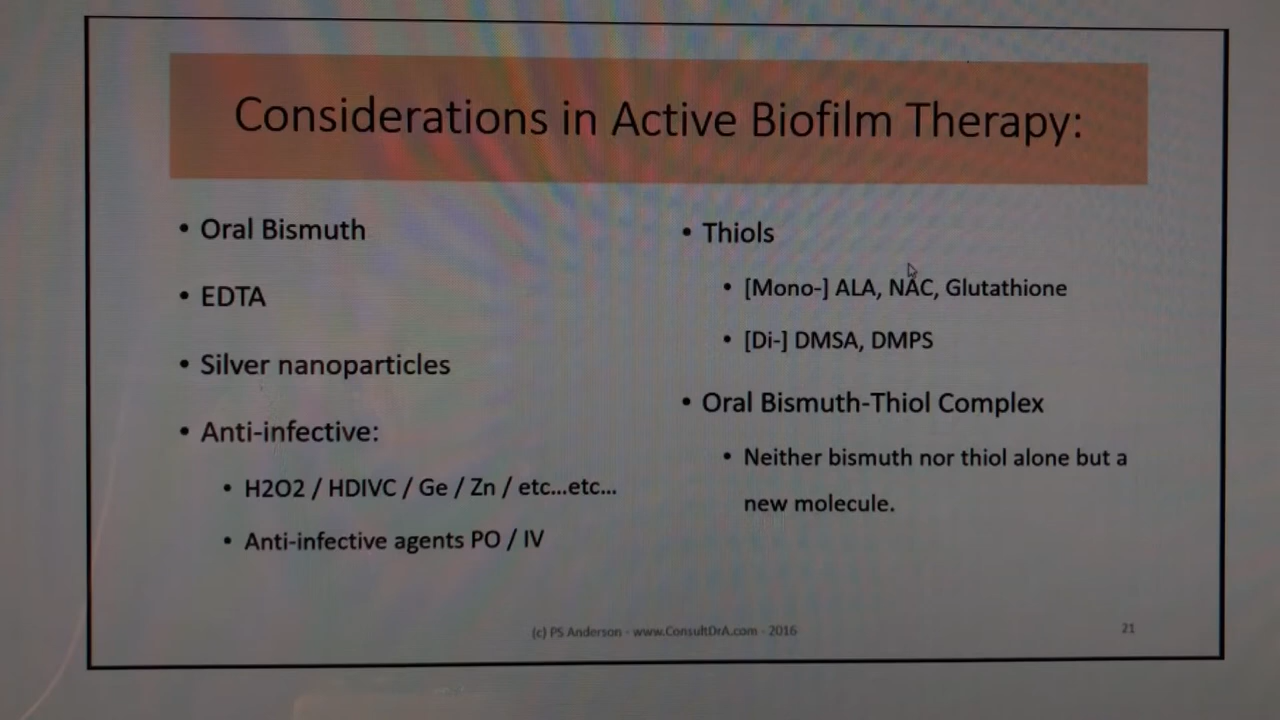 Considerations in Active Biofilm Therapy:
• Oral Bismuth
• EDTA
• Silver nanoparticles
• Anti-infective:
• H2O2 / HDIVC / Ge / Zn / etc...etc...
• Anti-infective agents PO / IV
• Thiols
• [Mono-] ALA, NAC, Glutathione
• [Di-] DMSA, DMPS
• Oral Bismuth-Thiol Complex
• Neither bismuth nor thiol alone but a
new molecule.
(c) PS Anderson - www.ConsultDrA.com - 2016
21